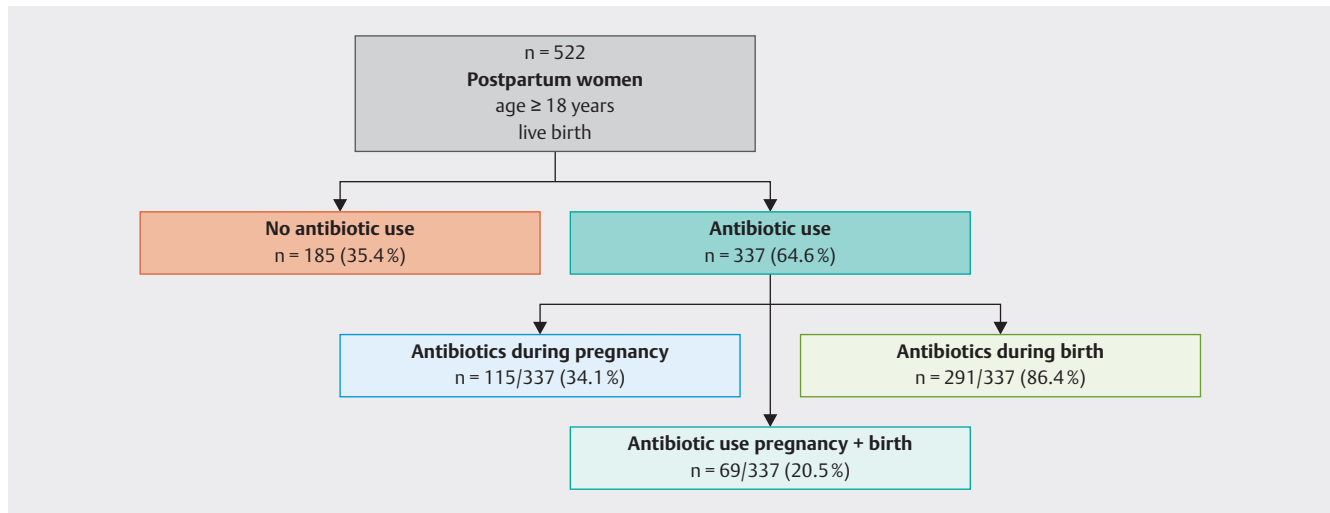 n = 522
Postpartum women
age ≥ 18 years
live birth
No antibiotic use
n = 185 (35.4 %)
Antibiotic use
n = 337 (64.6 %)
Antibiotics during pregnancy
n = 115/337 (34.1 %)
Antibiotics during birth
n = 291/337 (86.4 %)
Antibiotic use pregnancy + birth
n = 69/337 (20.5 %)